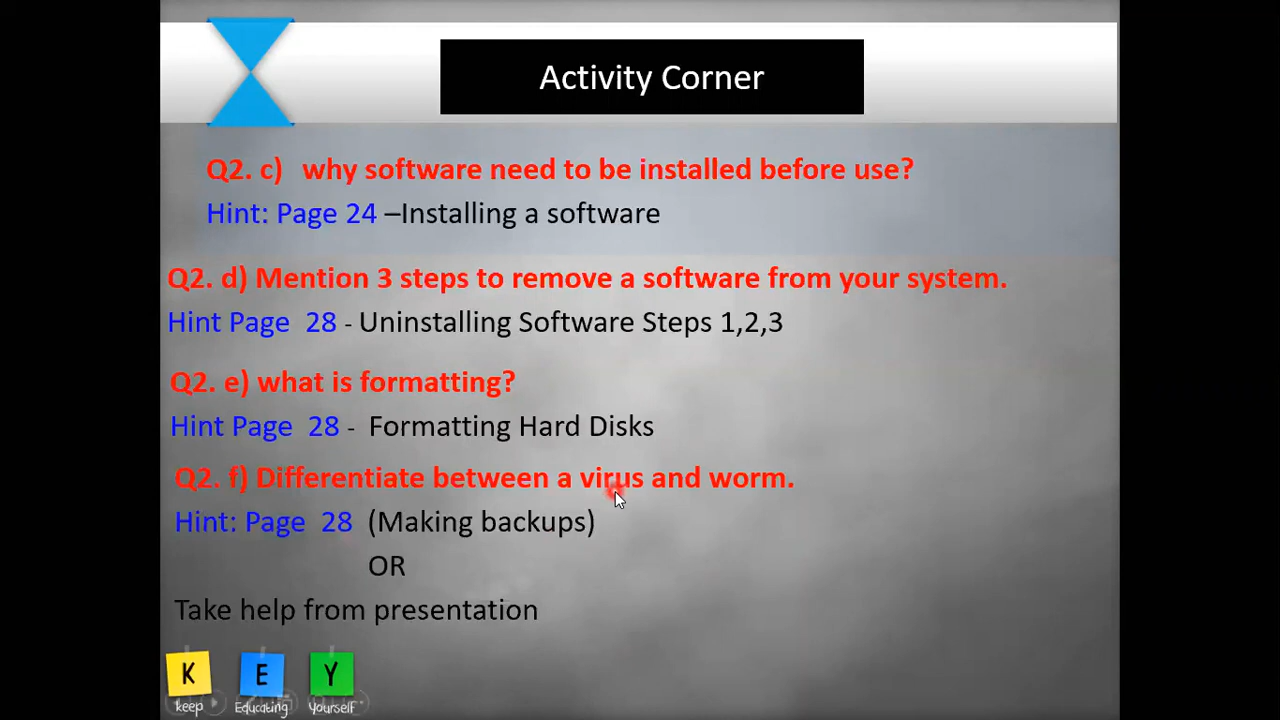 Activity Corner
Q2. c) why software need to be installed before use?
Hint: Page 24 –Installing a software
Q2. d) Mention 3 steps to remove a software from your system.
Hint Page 28 - Uninstalling Software Steps 1,2,3
Q2. e) what is formatting?
Hint Page 28 - Formatting Hard Disks
Q2. f) Differentiate between a virus and worm.
Hint: Page 28 (Making backups)
OR
Take help from presentation
K E Y
keep Educating yourself